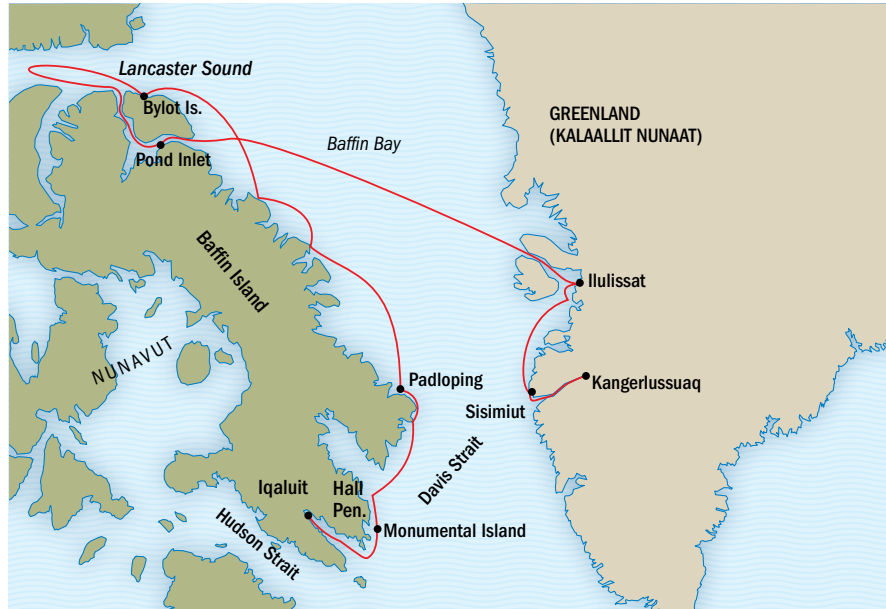 Lancaster Sound
Bylot Is.
GREENLAND
(KALAALLIT NUNAAT)
Baffin Bay
Pond Inlet
Baffin Island
Ilulissat
NUNAVUT
Padloping
Kangerlussuaq
Sisimiut
Davis Strait
Iqaluit
Hall
Pen.
Hudson Strait
Monumental Island